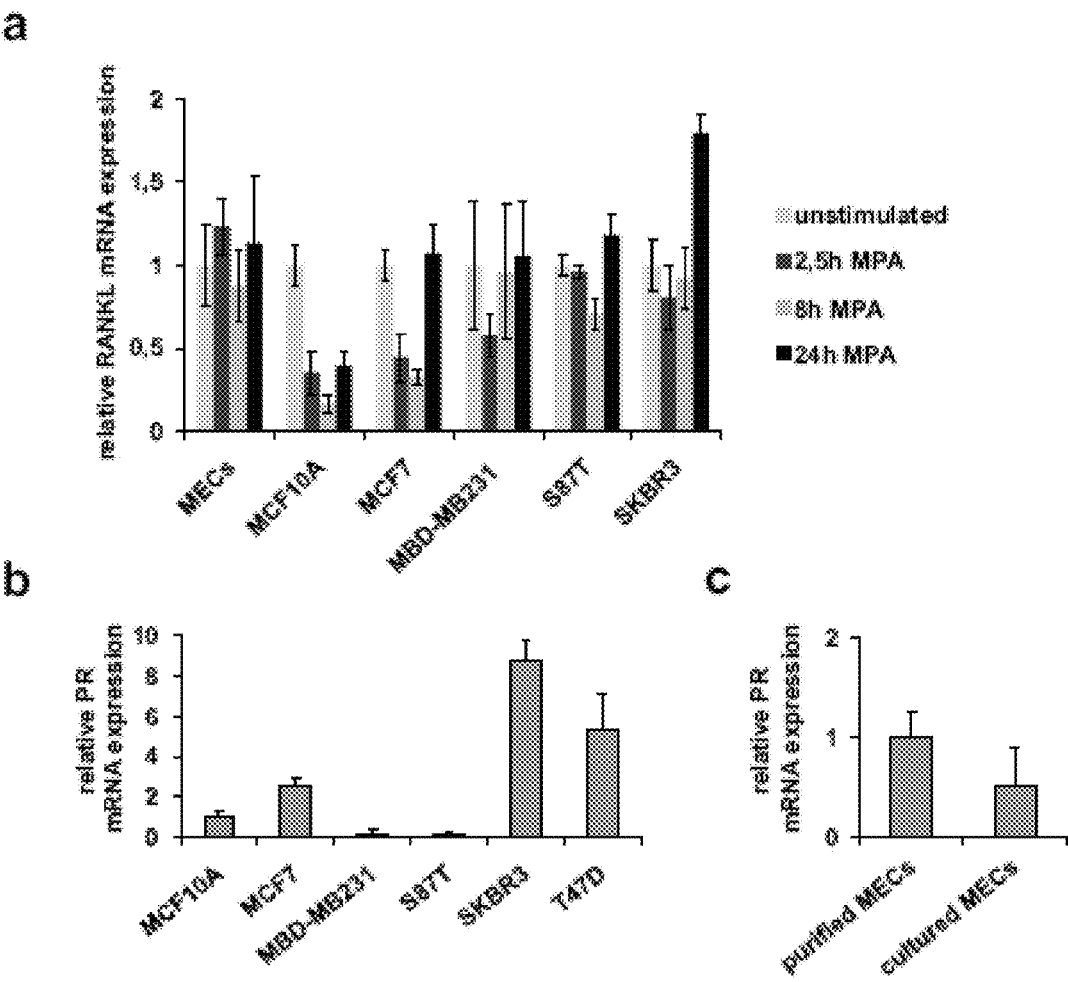 a
relative RANKL mRNA expression
2
1,5
1
0,5
0
MECs
MCF10A
MCF7
MBD-MB231
S87T
SKBR3
unstimulated
2,5h MPA
8h MPA
24h MPA
b
relative PR
mRNA expression
10
8
6
4
2
0
MCF10A
MCF7
MBD-MB231
S87T
SKBR3
T47D
c
relative PR
mRNA expression
2
1
0
purified MECs
cultured MECs